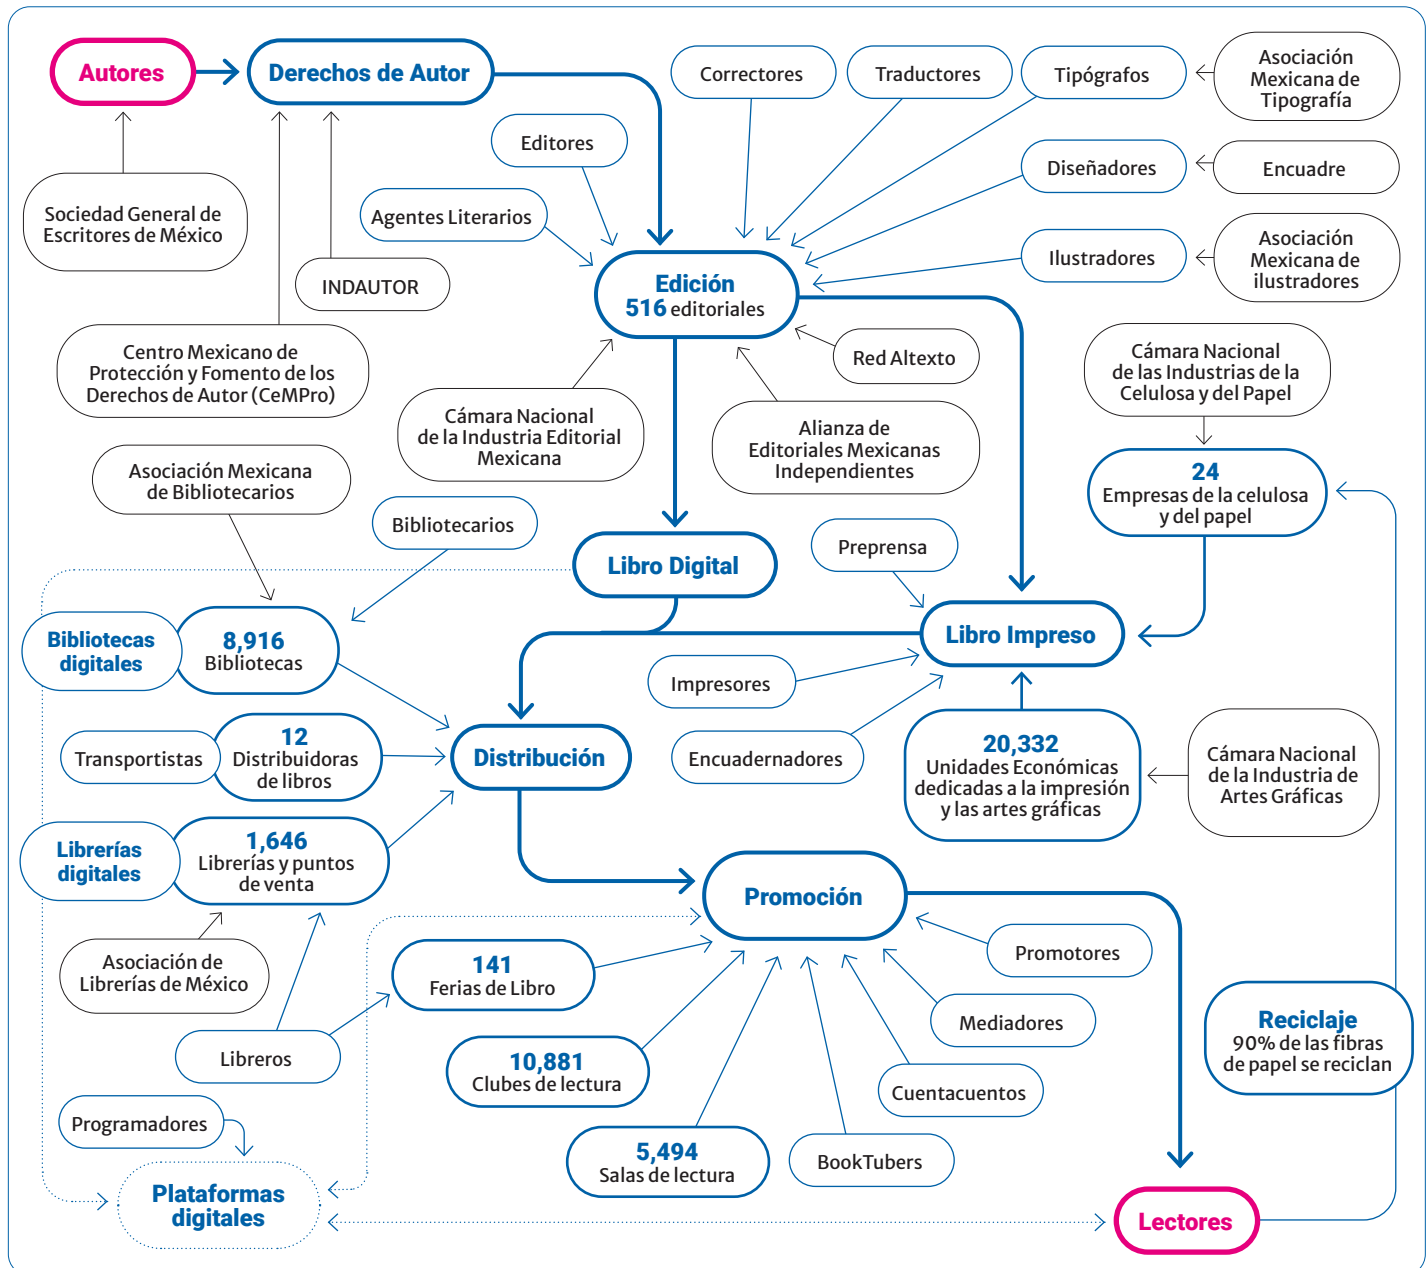 Autores
Derechos de Autor
Correctores
Traductores
Tipógrafos
Asociación
Mexicana de
Tipografía
Editores
Diseñadores
Encuadre
Sociedad General de
Escritores de México
Agentes Literarios
Ilustradores
Asociación
Mexicana de
ilustradores
INDAUTOR
Edición
516 editoriales
Centro Mexicano de
Protección y Fomento de los
Derechos de Autor (CeMPro)
Red Altexto
Cámara Nacional
de las Industrias de la
Celulosa y del Papel
Cámara Nacional
de la Industria Editorial
Mexicana
Alianza de
Editoriales Mexicanas
Independientes
Asociación Mexicana
de Bibliotecarios
24
Empresas de la celulosa
y del papel
Bibliotecarios
Preprensa
Libro Digital
Bibliotecas
digitales
8,916
Bibliotecas
Libro Impreso
Impresores
Transportistas
12
Distribuidoras
de libros
Distribución
Encuadernadores
20,332
Unidades Económicas
dedicadas a la impresión
y las artes gráficas
Cámara Nacional
de la Industria de
Artes Gráficas
Librerías
digitales
1,646
Librerías y puntos
de venta
Promoción
Asociación de
Librerías de México
141
Ferias de Libro
Promotores
Libreros
10,881
Clubes de lectura
Mediadores
Reciclaje
90% de las fibras
de papel se reciclan
Cuentacuentos
Programadores
5,494
Salas de lectura
BookTubers
Plataformas
digitales
Lectores